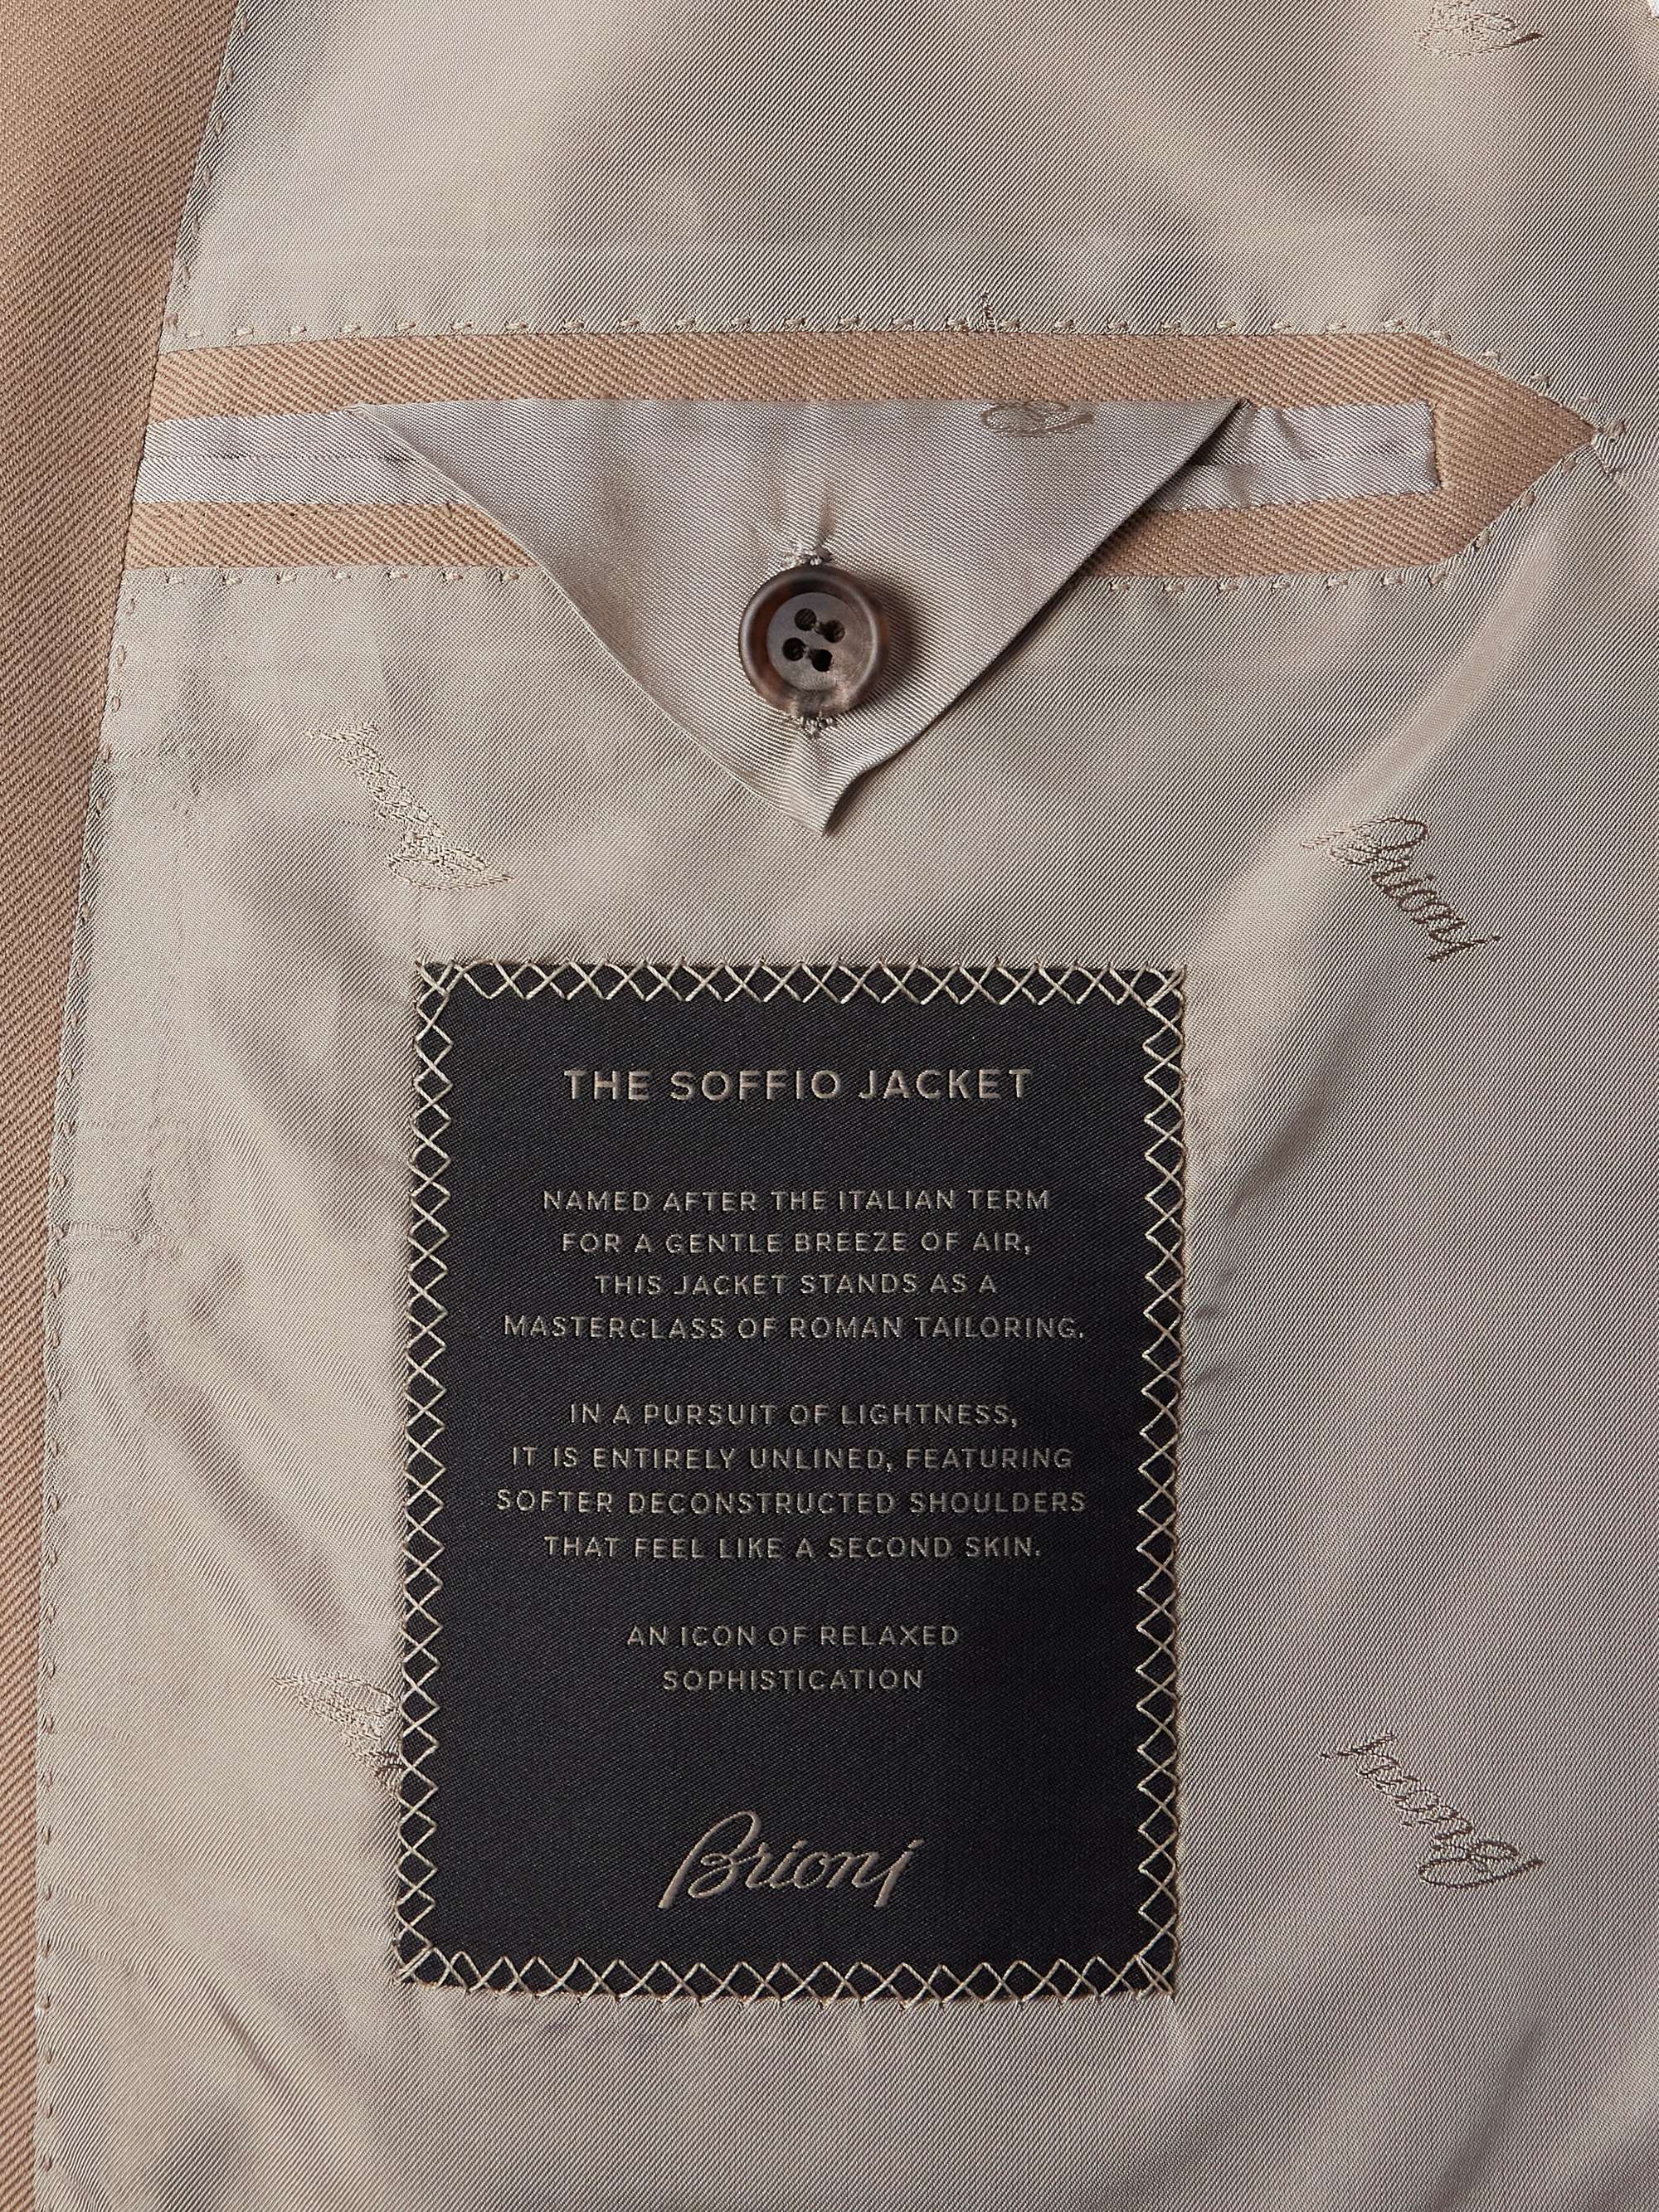 Brioni
THE SOFFIO JACKET
NAMED AFTER THE ITALIAN TERM
FOR A GENTLE BREEZE OF AIR,
THIS JACKET STANDS AS A
MASTERCLASS OF ROMAN TAILORING.
IN A PURSUIT OF LIGHTNESS,
IT IS ENTIRELY UNLINED, FEATURING
SOFTER DECONSTRUCTED SHOULDERS
THAT FEEL LIKE A SECOND SKIN.
AN ICON OF RELAXED
SOPHISTICATION
Brioni
Brioni